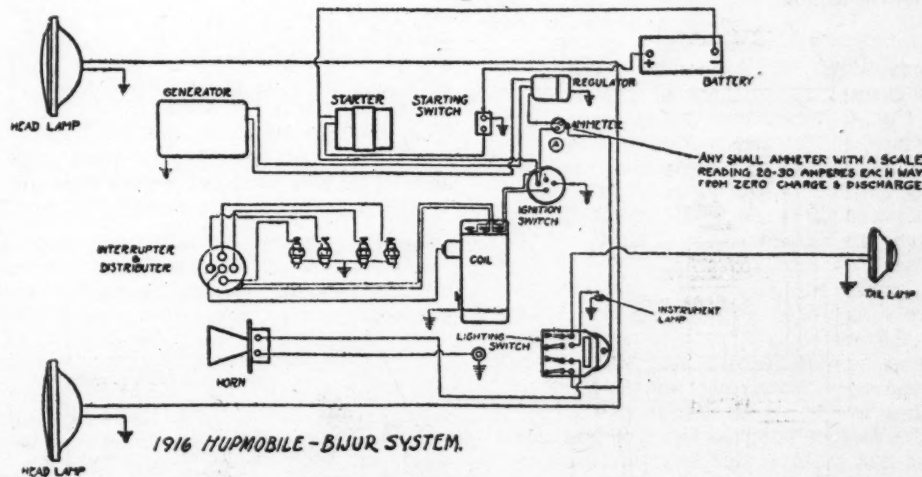 BATTERY
+
-
REGULATOR
GENERATOR
STARTER
STARTING
SWITCH
HEAD LAMP
AMMETER
A
ANY SMALL AMMETER WITH A SCALE
READING 20-30 AMPERES EACH WAY
FROM ZERO CHARGE & DISCHARGE
IGNITION
SWITCH
INTERRUPTER
&
DISTRIBUTER
COIL
TAIL LAMP
INSTRUMENT
LAMP
LIGHTING
SWITCH
HORN
1916 HUPMOBILE-BIJUR SYSTEM.
HEAD LAMP